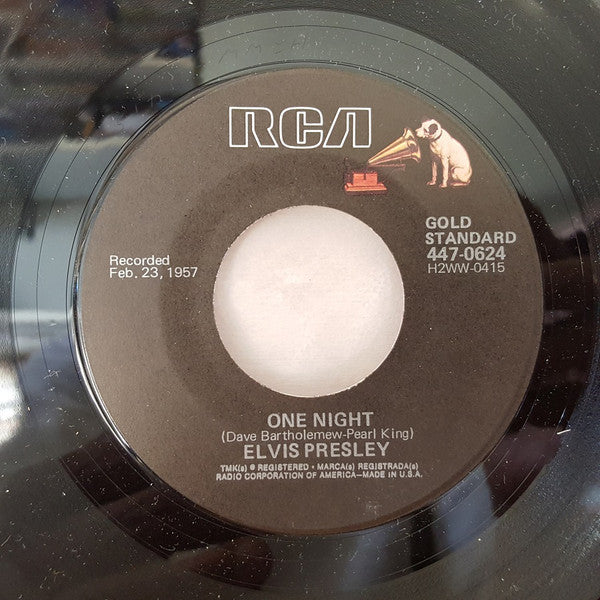 RCA
GOLD
STANDARD
447-0624
H2WW-0415
Recorded
Feb. 23, 1957
ONE NIGHT
(Dave Bartholemew-Pearl King)
ELVIS PRESLEY
TMK(s) ® REGISTERED • MARCA(s) REGISTRADA(s)
RADIO CORPORATION OF AMERICA—MADE IN U.S.A.